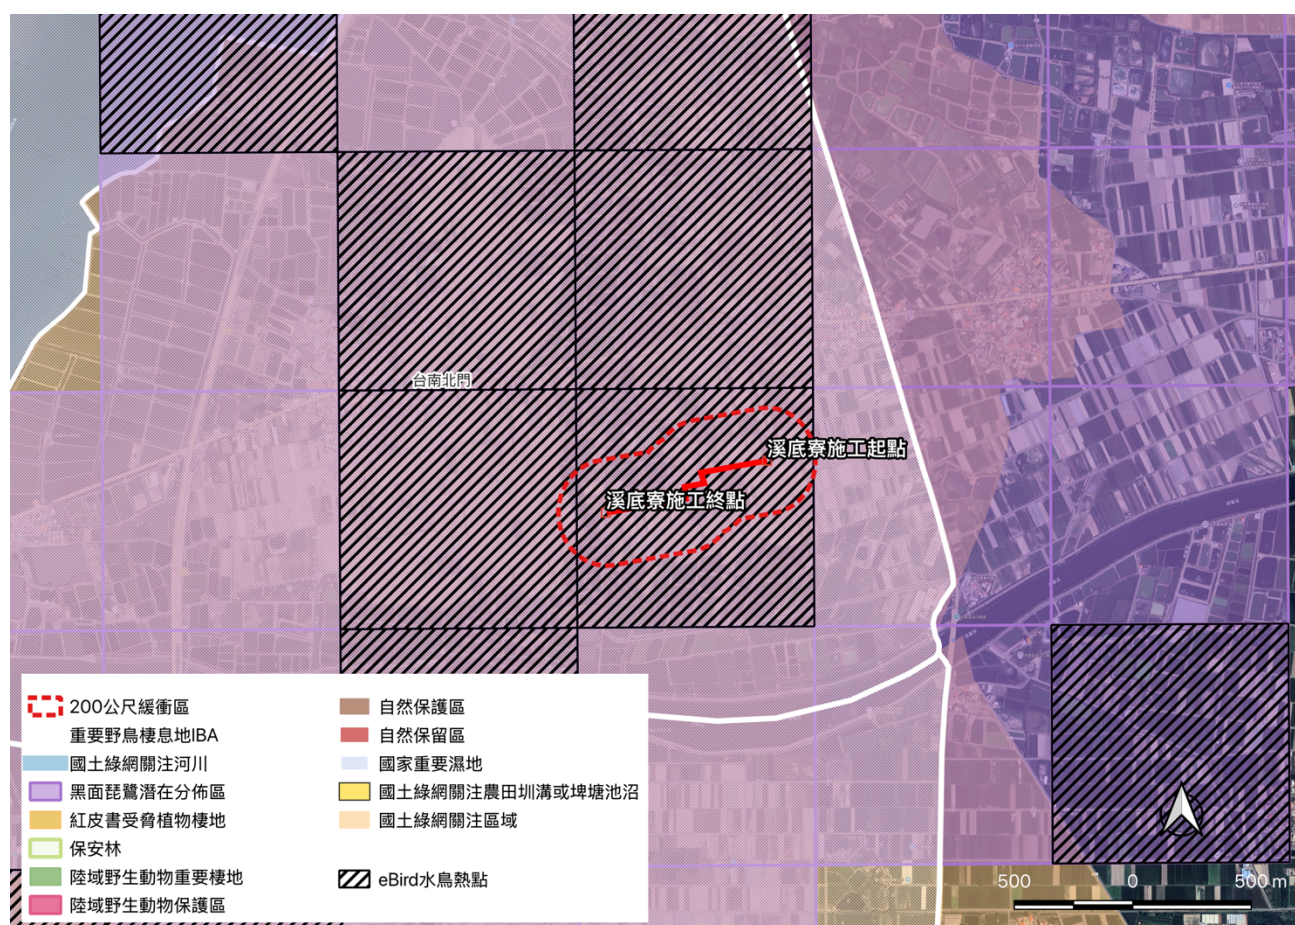 台南北門
溪底寮施工起點
溪底寮施工終點
200公尺緩衝區
重要野鳥棲息地IBA
國土綠網關注河川
黑面琵鷺潛在分佈區
紅皮書受脅植物棲地
保安林
陸域野生動物重要棲地
陸域野生動物保護區
自然保護區
自然保留區
國家重要濕地
國土綠網關注農田圳溝或埤塘池沼
國土綠網關注區域
eBird水鳥熱點
500 0 500 m